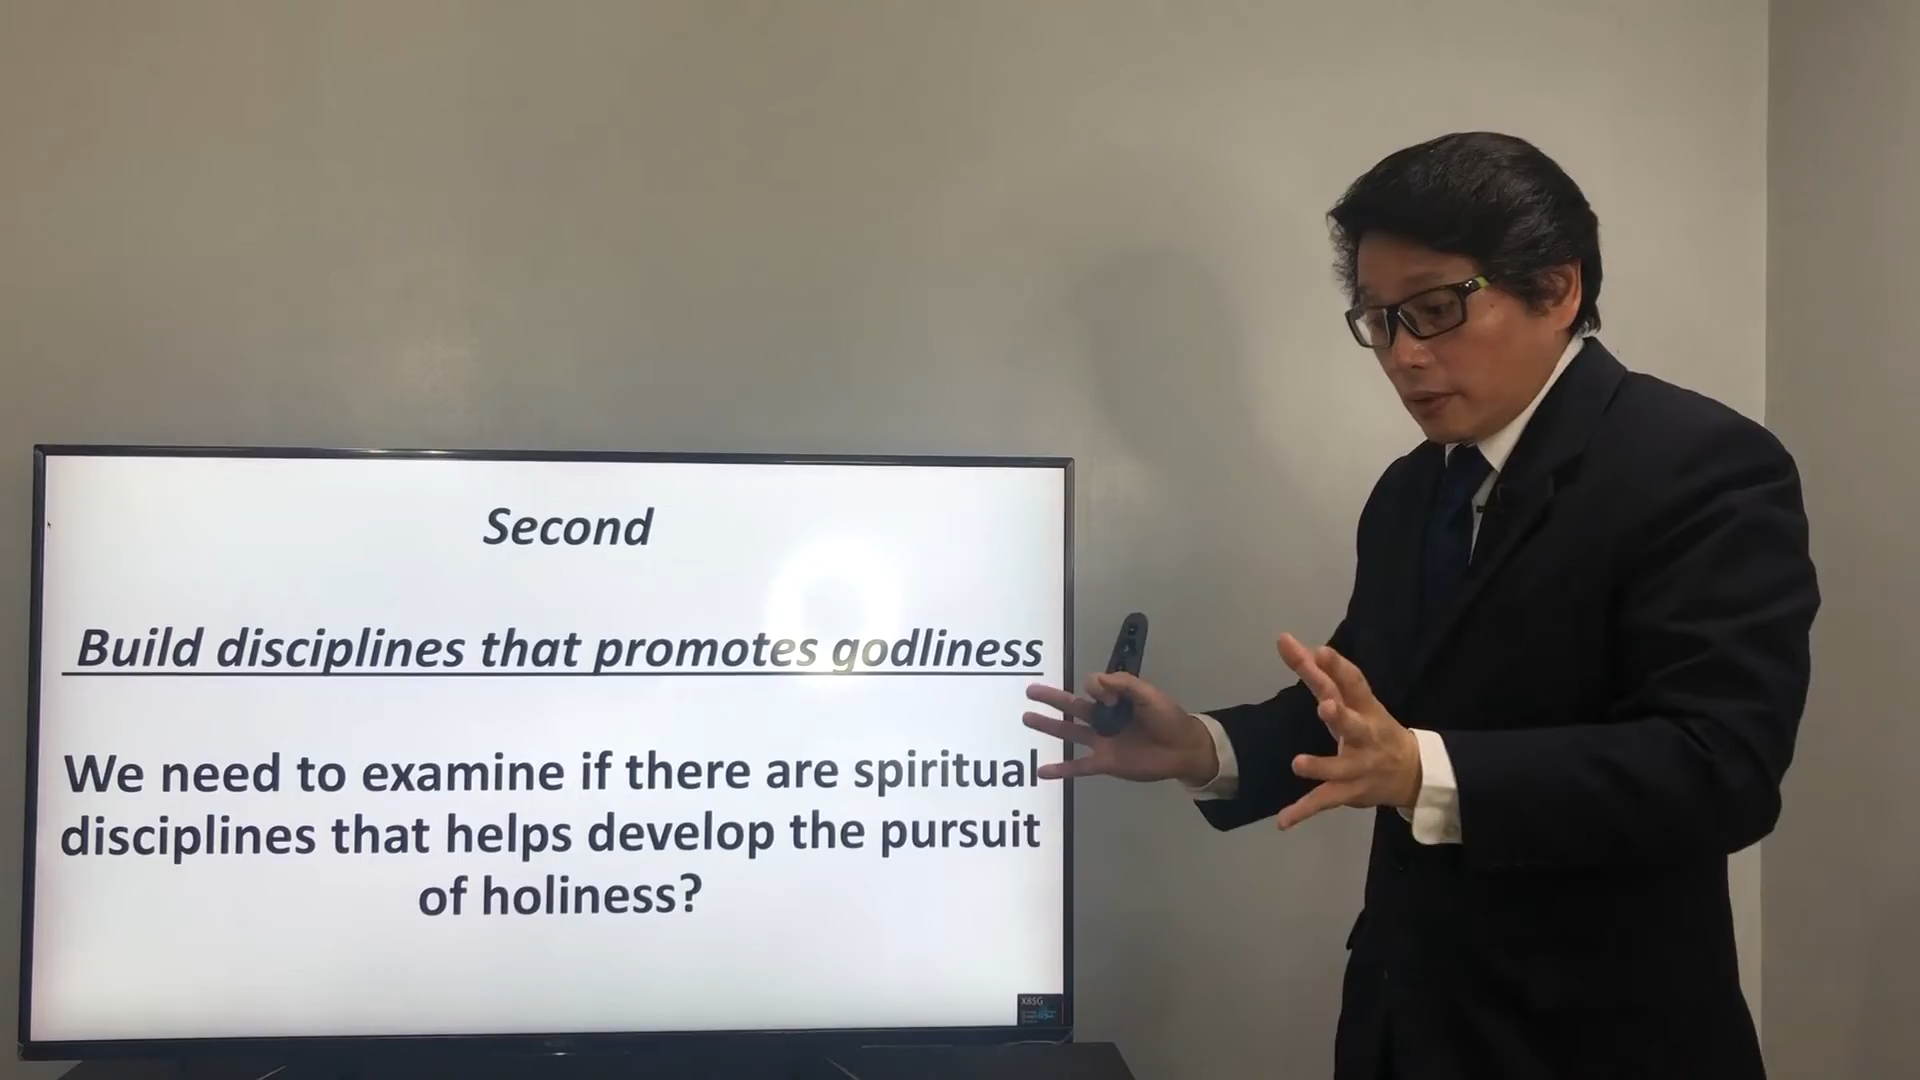 Second
Build disciplines that promotes godliness
We need to examine if there are spiritual
disciplines that helps develop the pursuit
of holiness?
X85G